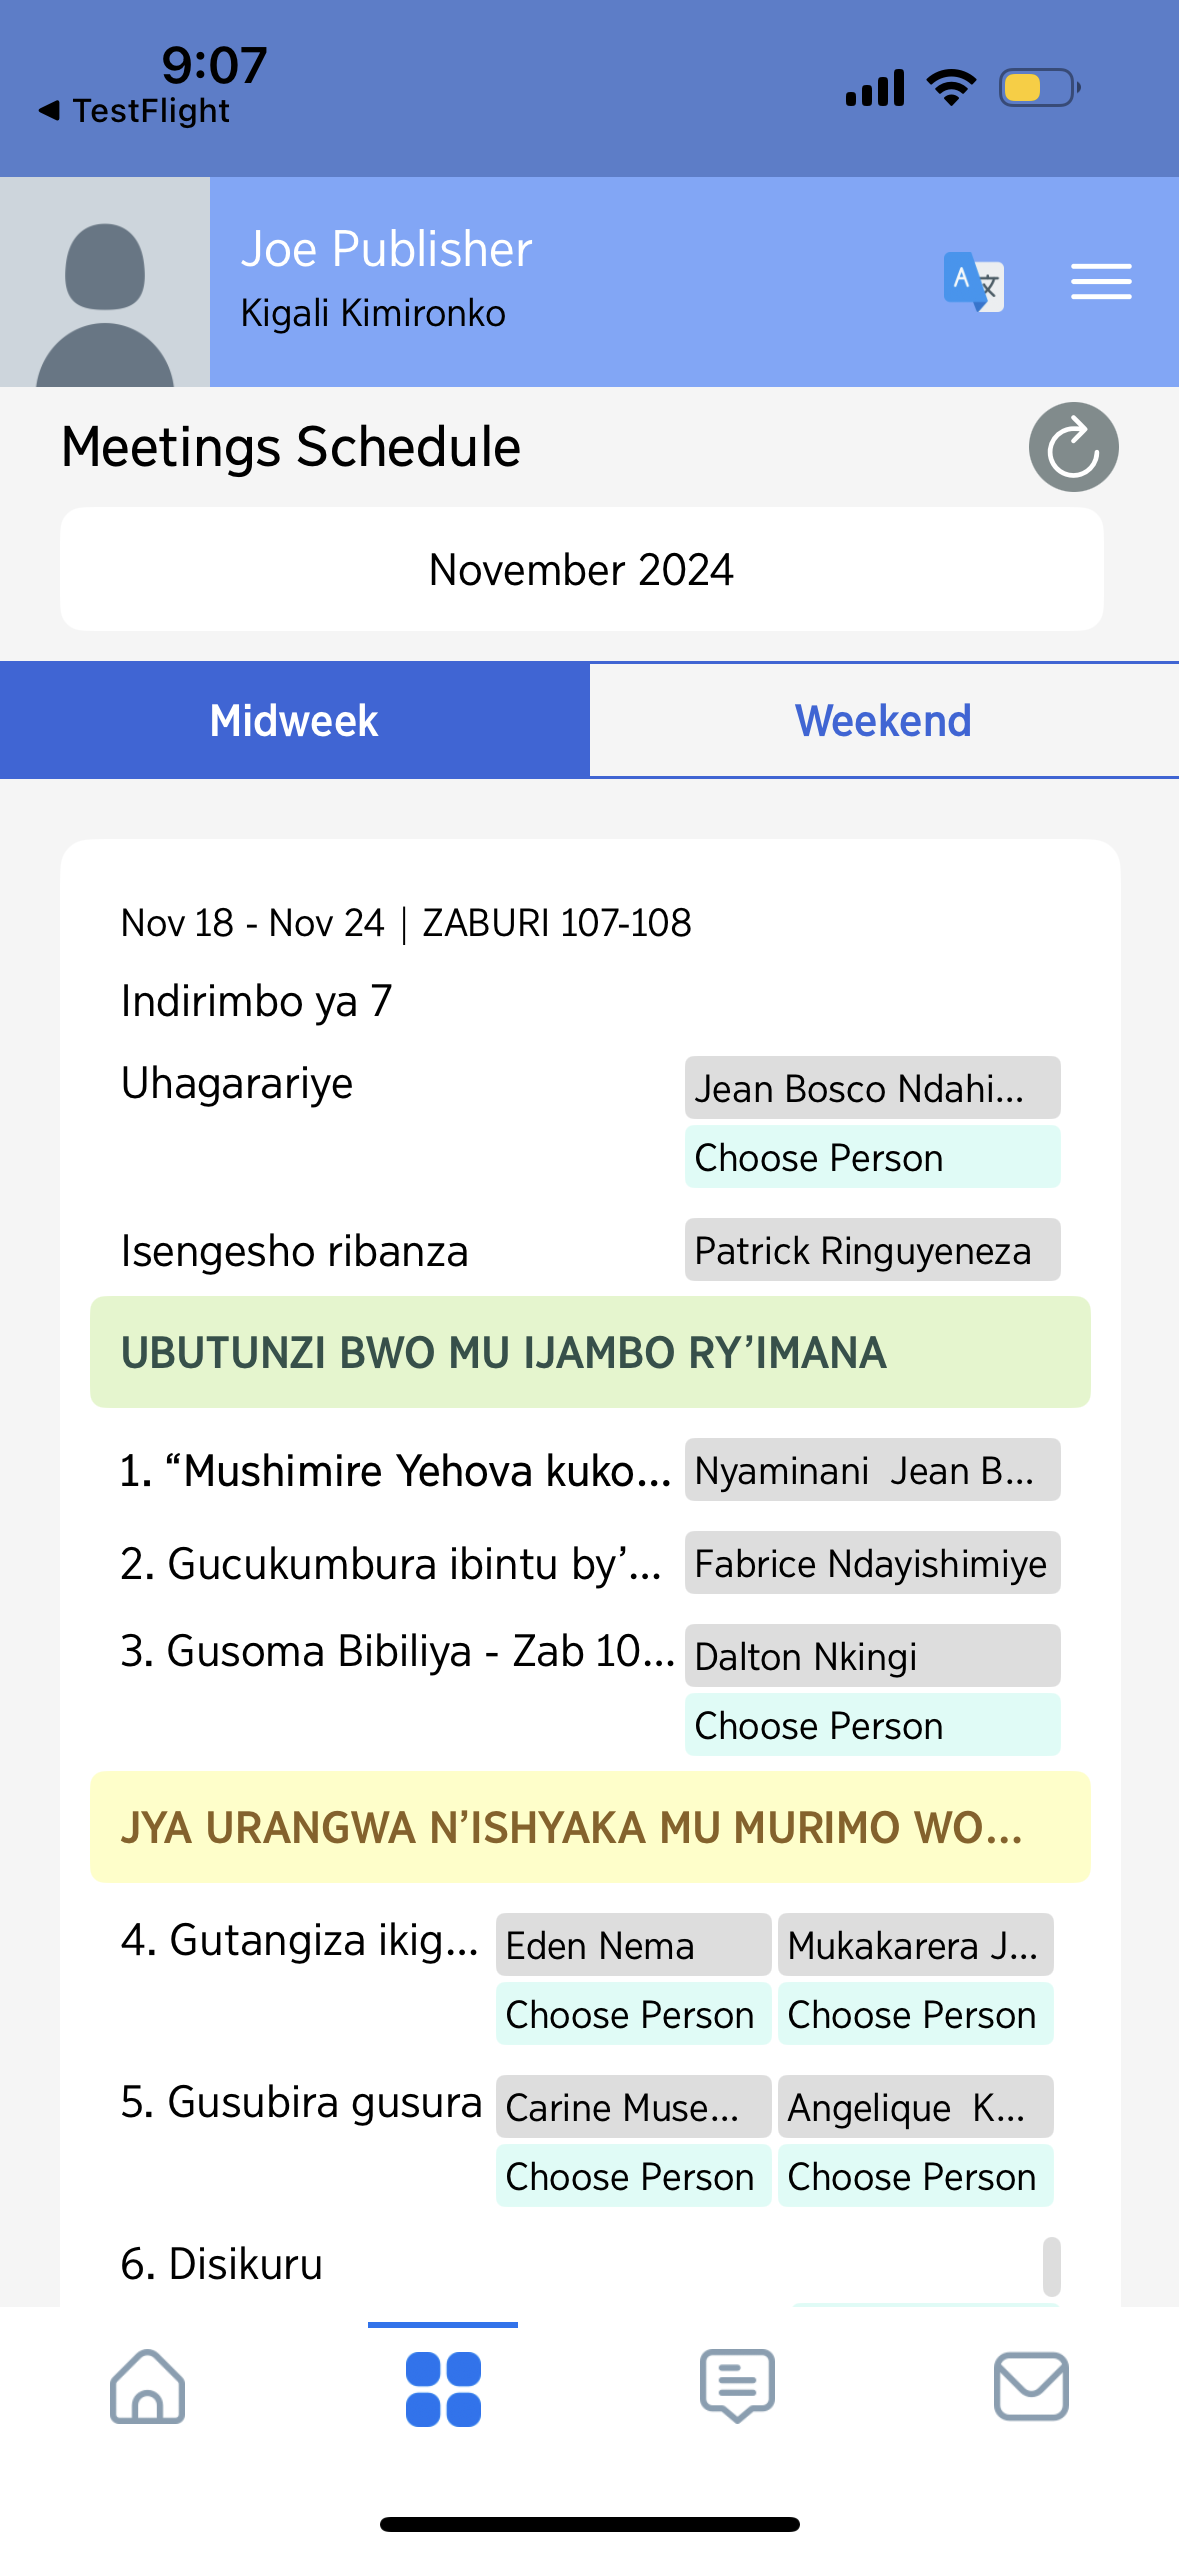 9:07
◀ TestFlight
Joe Publisher
Kigali Kimironko
Meetings Schedule
November 2024
Midweek
Weekend
Nov 18 - Nov 24 | ZABURI 107-108
Indirimbo ya 7
Uhagarariye
Jean Bosco Ndahi...
Choose Person
Isengesho ribanza
Patrick Ringuyeneza
UBUTUNZI BWO MU IJAMBO RY’IMANA
1. “Mushimire Yehova kuko...
Nyaminani  Jean B...
2. Gucukumbura ibintu by’...
Fabrice Ndayishimiye
3. Gusoma Bibiliya - Zab 10...
Dalton Nkingi
Choose Person
JYA URANGWA N’ISHYAKA MU MURIMO WO...
4. Gutangiza ikig...
Eden Nema
Mukakarera J...
Choose Person
Choose Person
5. Gusubira gusura
Carine Muse...
Angelique  K...
Choose Person
Choose Person
6. Disikuru